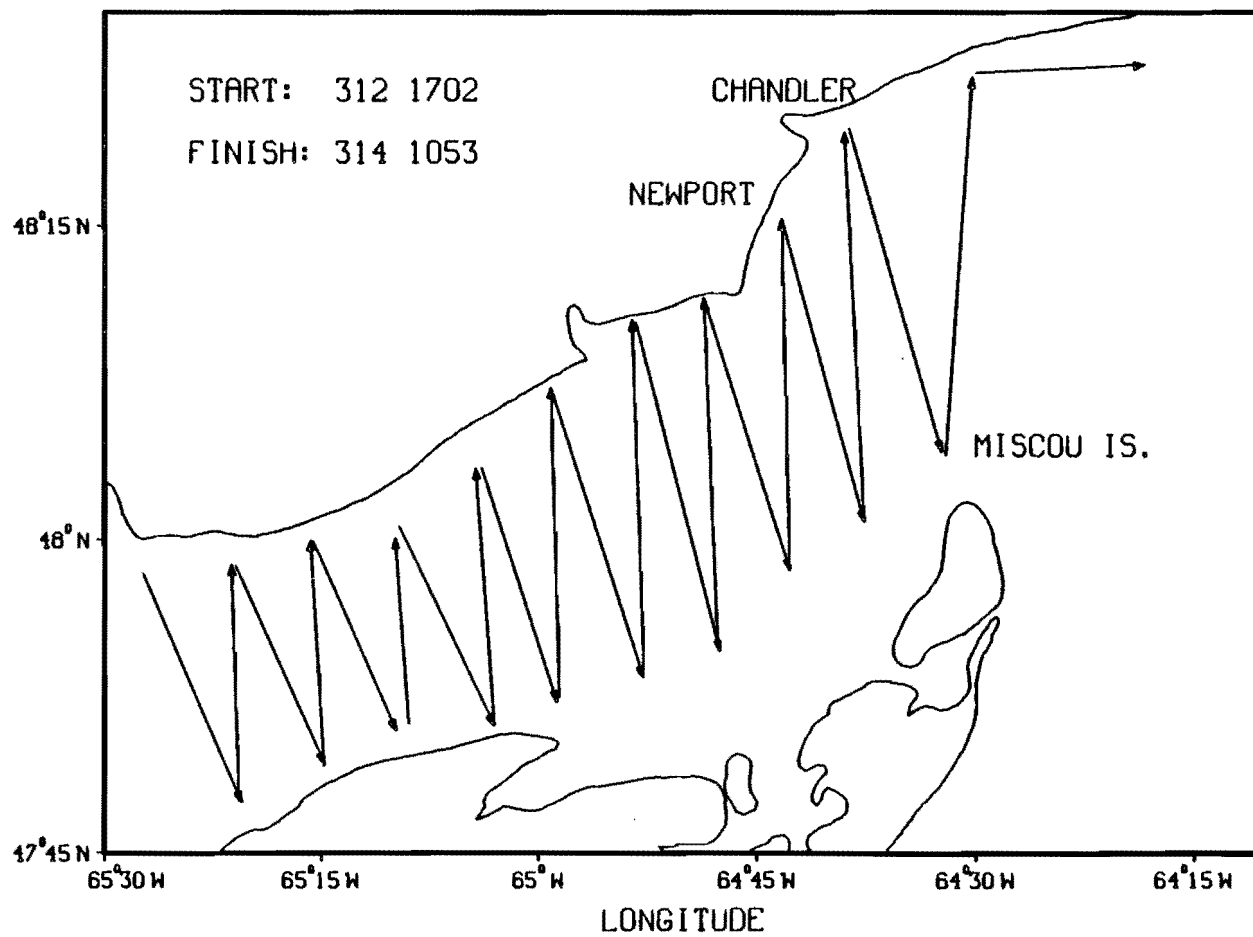 START: 312 1702
FINISH: 314 1053
CHANDLER
NEWPORT
48°15 N
MISCOU IS.
48° N
47°45 N
65°30 W 65°15 W 65° W 64°45 W 64°30 W 64°15 W
LONGITUDE